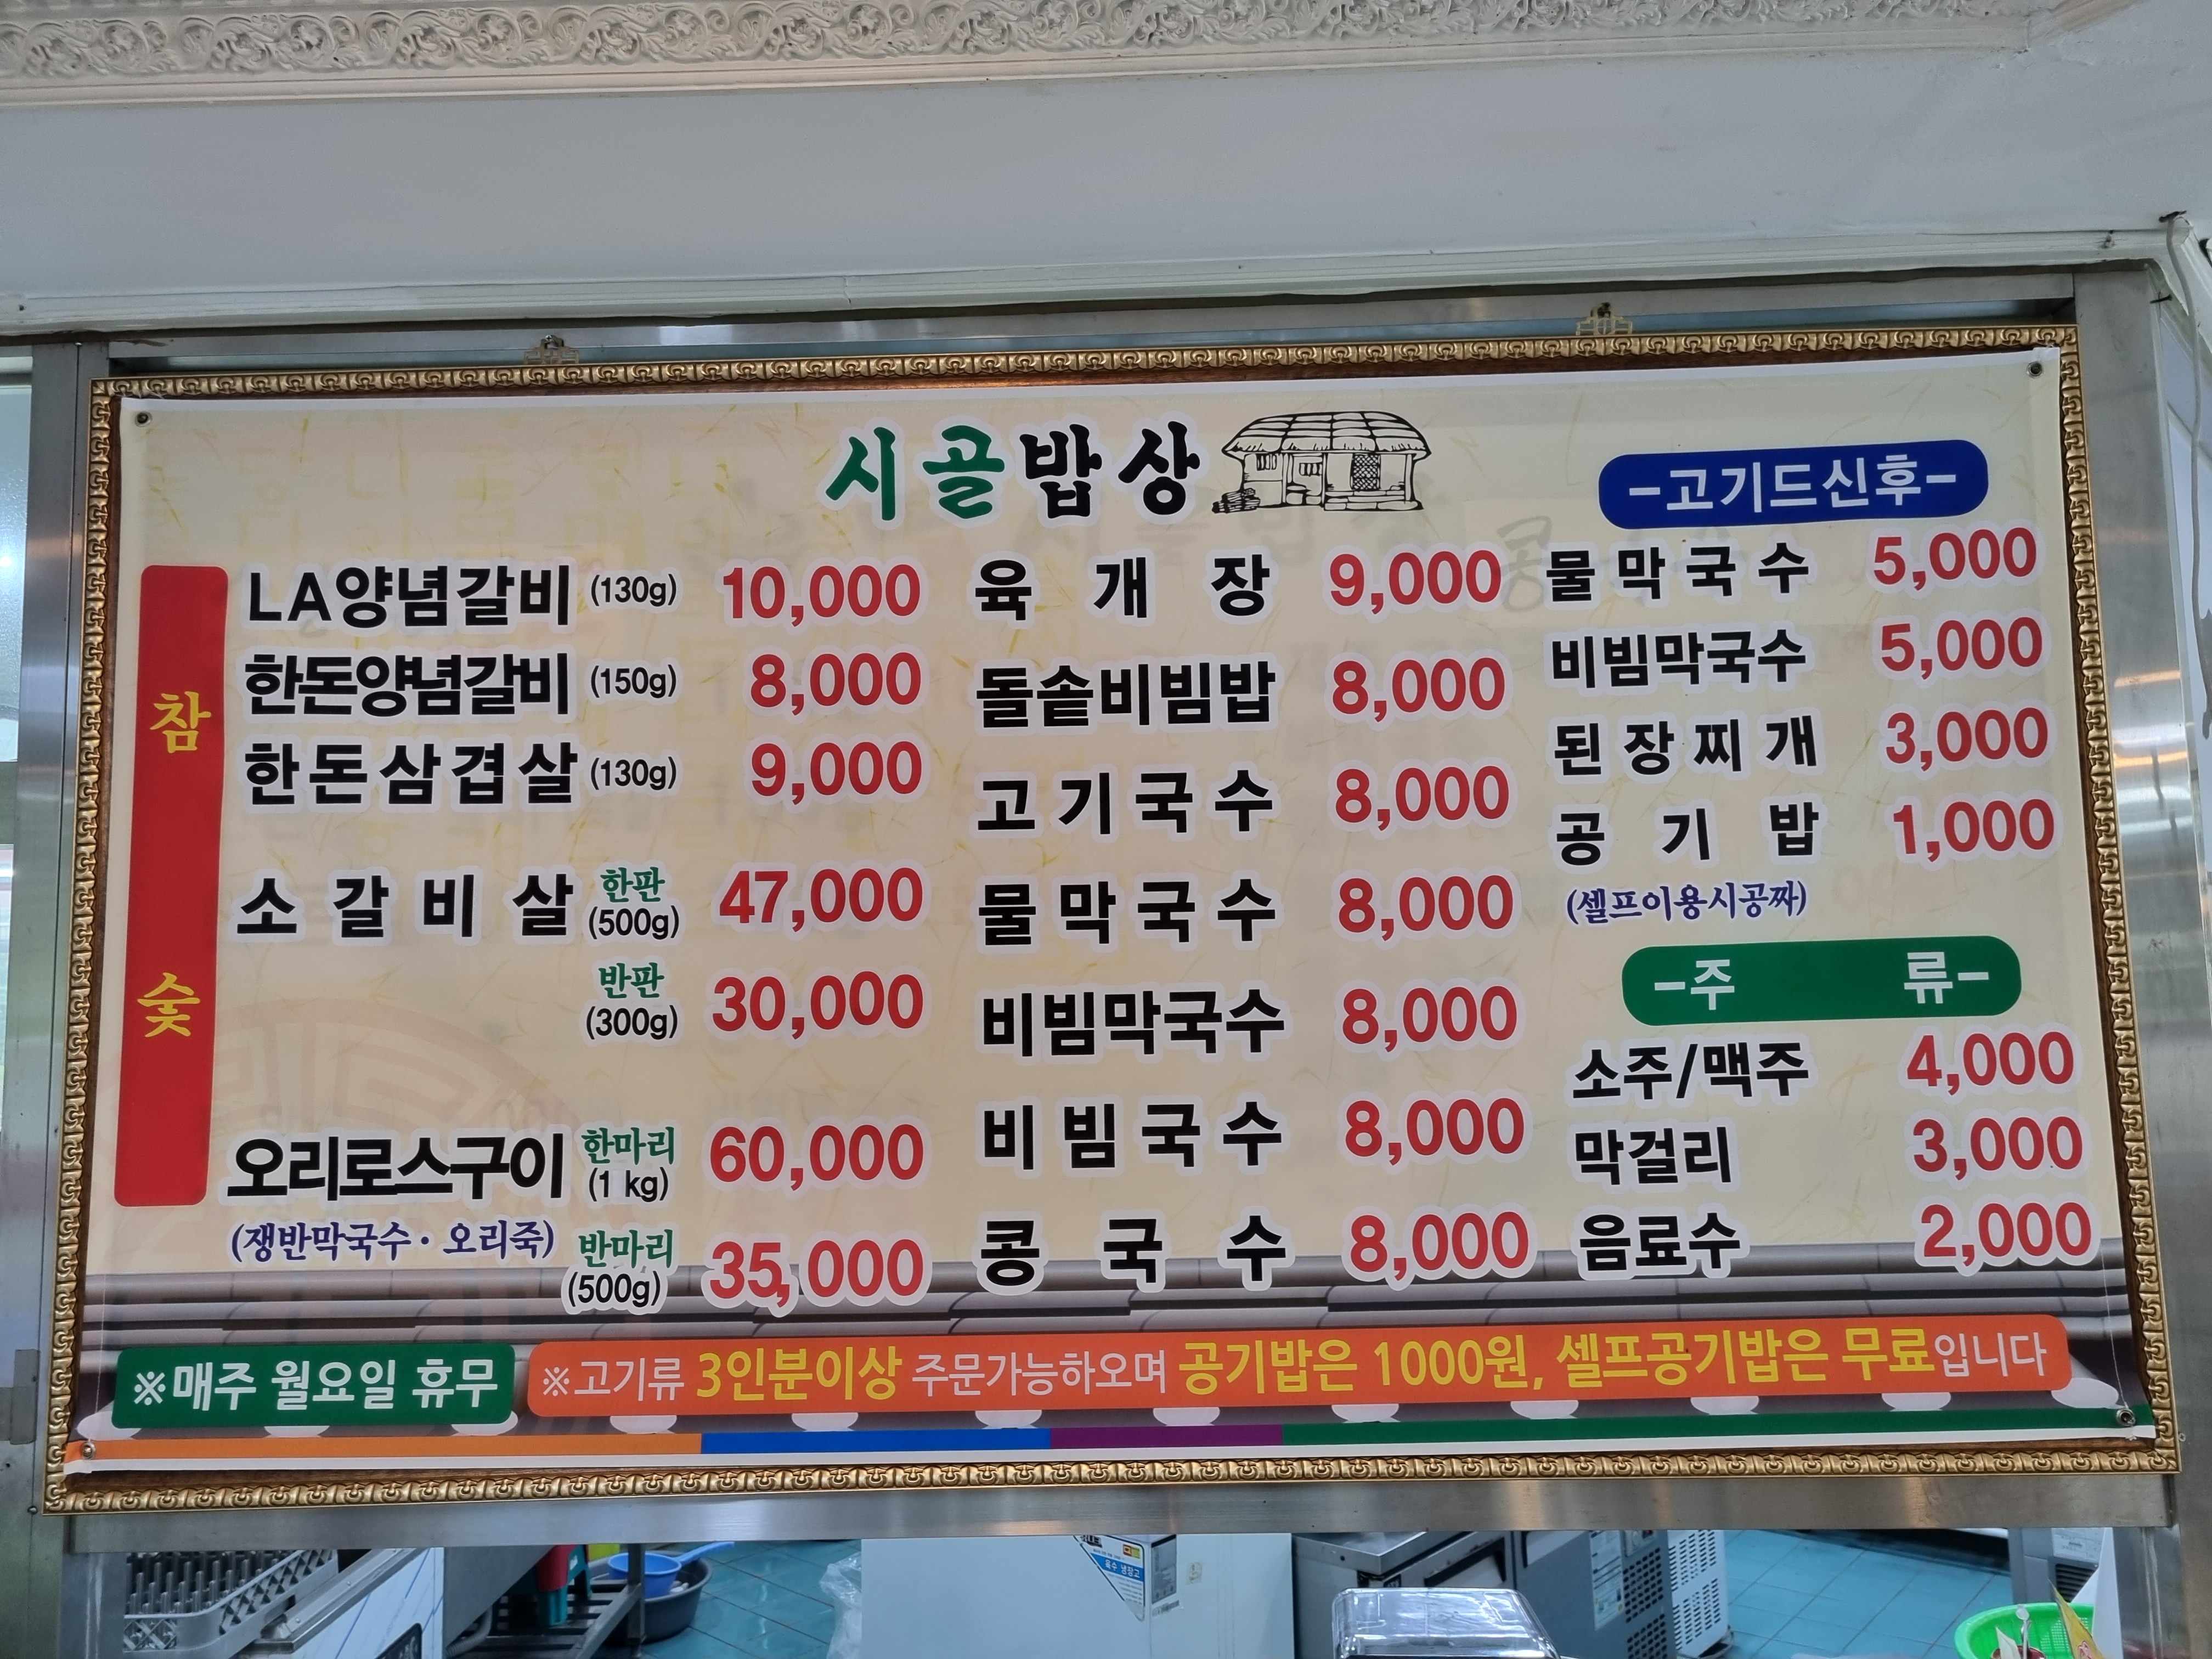 시골밥상
참숯
LA양념갈비 (130g) 10,000
한돈양념갈비 (150g) 8,000
한돈삼겹살 (130g) 9,000
소갈비살 한판 (500g) 47,000
반판 (300g) 30,000
오리로스구이 한마리 (1 kg) 60,000
(쟁반막국수·오리죽) 반마리 (500g) 35,000
육개장 9,000
돌솥비빔밥 8,000
고기국수 8,000
물막국수 8,000
비빔막국수 8,000
비빔국수 8,000
콩국수 8,000
-고기드신후-
물막국수 5,000
비빔막국수 5,000
된장찌개 3,000
공기밥 1,000
(셀프이용시공짜)
-주류-
소주/맥주 4,000
막걸리 3,000
음료수 2,000
※매주 월요일 휴무
※고기류 3인분이상 주문가능하오며 공기밥은 1000원, 셀프공기밥은 무료입니다